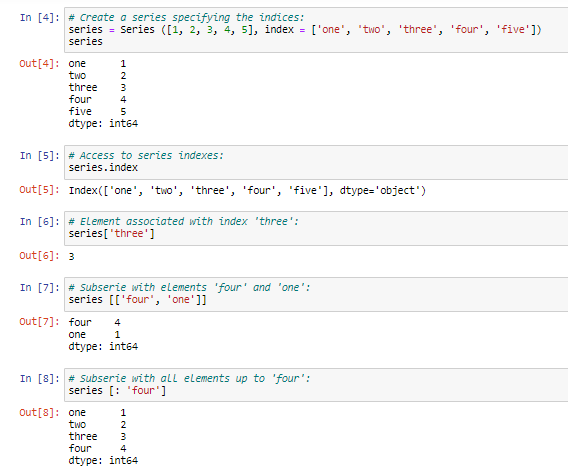 In [4]: # Create a series specifying the indices:
series = Series ([1, 2, 3, 4, 5], index = ['one', 'two', 'three', 'four', 'five'])
series
Out[4]: one 1
two 2
three 3
four 4
five 5
dtype: int64
In [5]: # Access to series indexes:
series.index
Out[5]: Index(['one', 'two', 'three', 'four', 'five'], dtype='object')
In [6]: # Element associated with index 'three':
series['three']
Out[6]: 3
In [7]: # Subserie with elements 'four' and 'one':
series [['four', 'one']]
Out[7]: four 4
one 1
dtype: int64
In [8]: # Subserie with all elements up to 'four':
series [: 'four']
Out[8]: one 1
two 2
three 3
four 4
dtype: int64